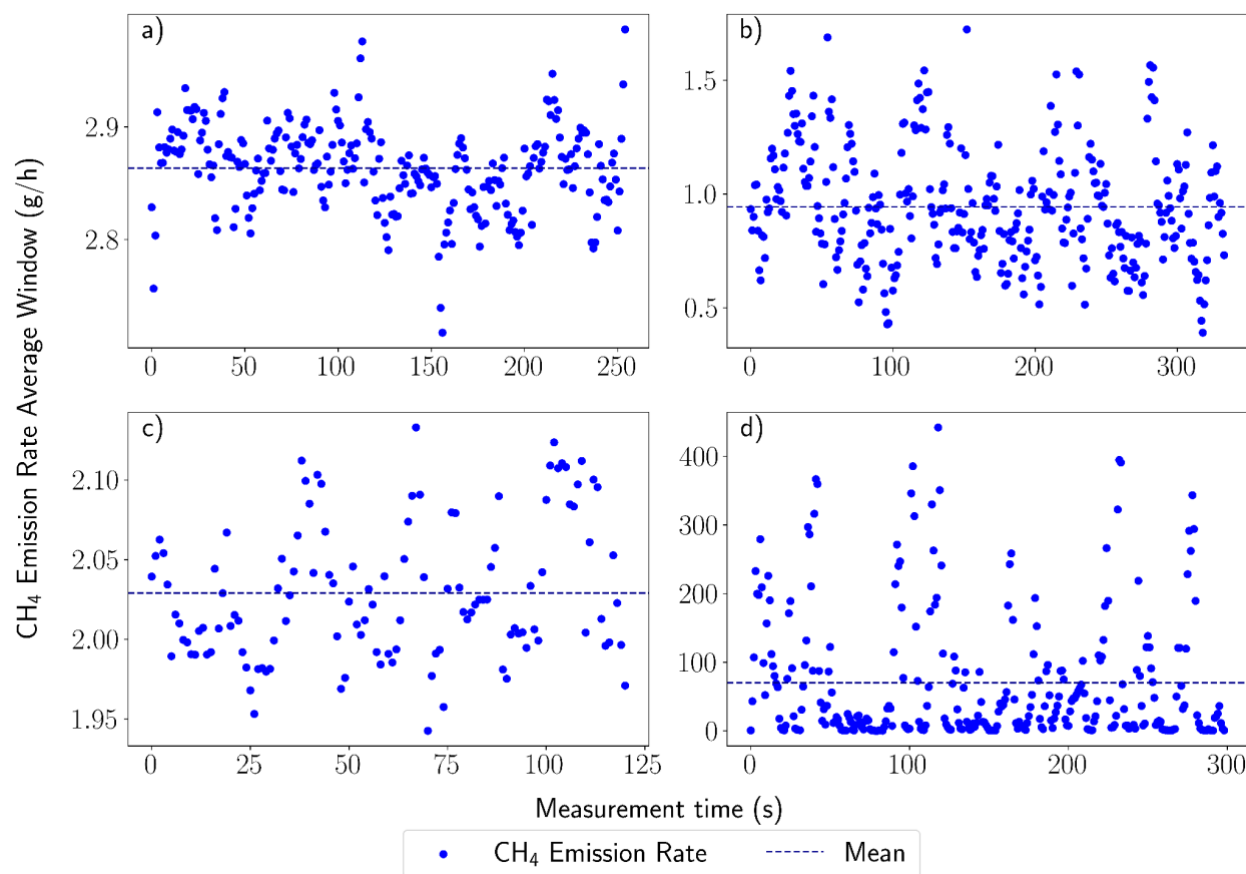 a)
2.9
2.8
0 50 100 150 200 250
b)
1.5
1.0
0.5
0 100 200 300
CH₄ Emission Rate Average Window (g/h)
c)
2.10
2.05
2.00
1.95
0 25 50 75 100 125
d)
400
300
200
100
0
0 100 200 300
Measurement time (s)
CH₄ Emission Rate Mean